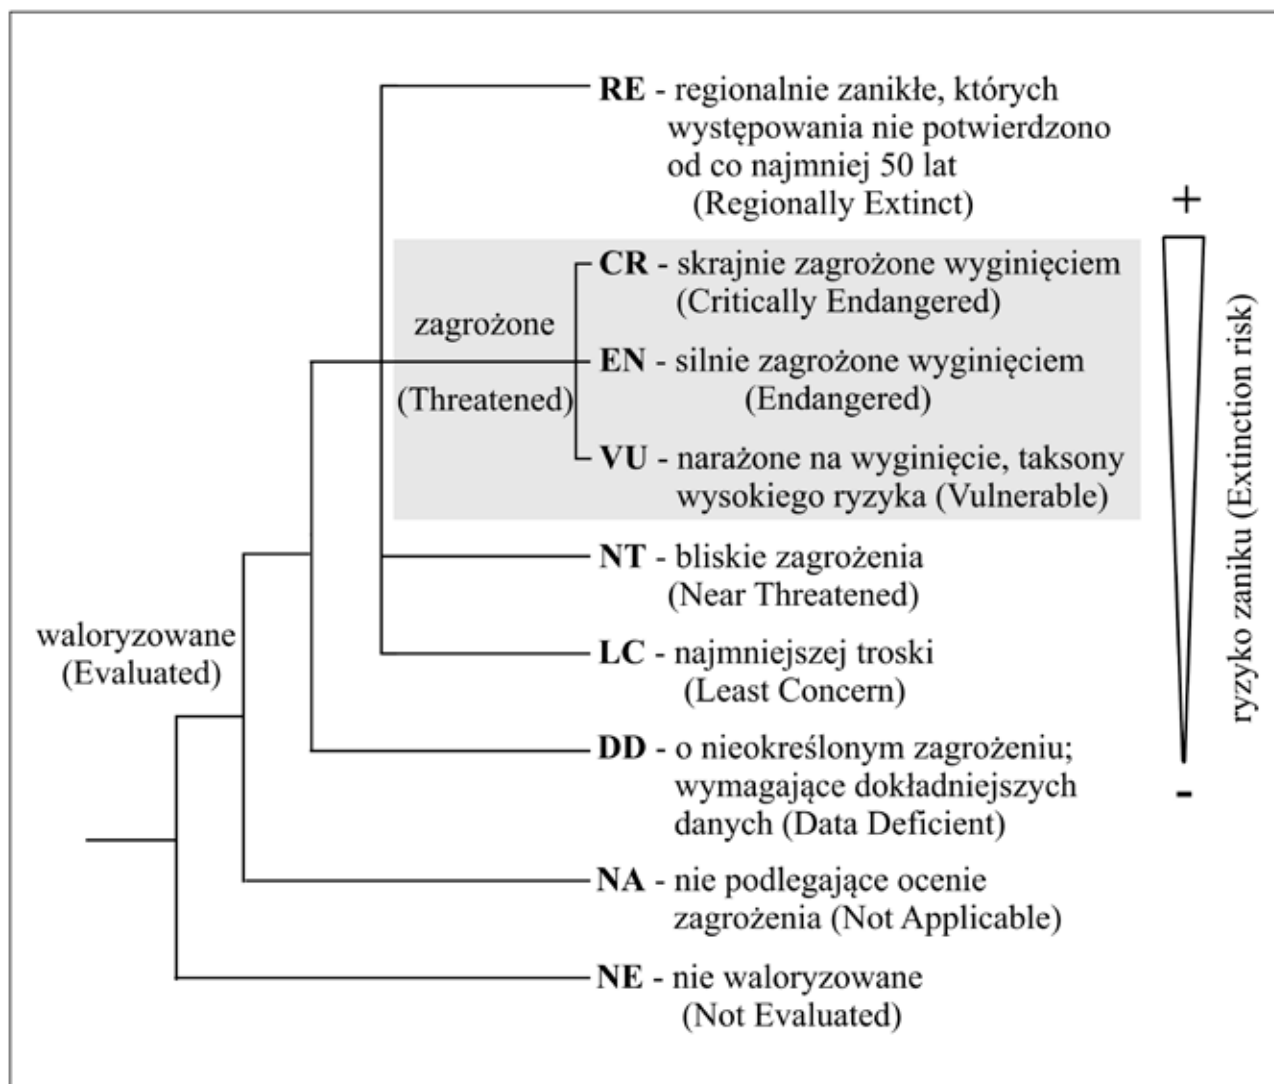 RE - regionalnie zanikłe, których
występowania nie potwierdzono
od co najmniej 50 lat
(Regionally Extinct)
+
CR - skrajnie zagrożone wyginięciem
(Critically Endangered)
zagrożone
(Threatened)
EN - silnie zagrożone wyginięciem
(Endangered)
VU - narażone na wyginięcie, taksony
wysokiego ryzyka (Vulnerable)
NT - bliskie zagrożenia
(Near Threatened)
waloryzowane
(Evaluated)
LC - najmniejszej troski
(Least Concern)
DD - o nieokreślonym zagrożeniu;
wymagające dokładniejszych
danych (Data Deficient)
-
ryzyko zaniku (Extinction risk)
NA - nie podlegające ocenie
zagrożenia (Not Applicable)
NE - nie waloryzowane
(Not Evaluated)